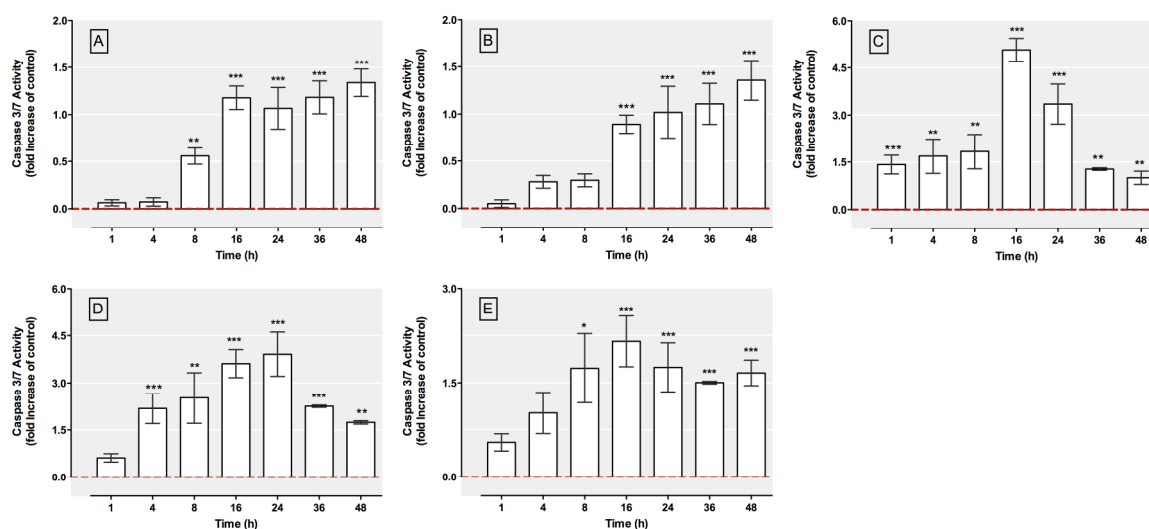 A
Caspase 3/7 Activity
(fold Increase of control)
2.0
1.5
1.0
0.5
0.0
**
***
***
***
***
1 4 8 16 24 36 48
Time (h)
B
Caspase 3/7 Activity
(fold Increase of control)
2.0
1.5
1.0
0.5
0.0
***
***
***
***
1 4 8 16 24 36 48
Time (h)
C
Caspase 3/7 Activity
(fold Increase of control)
6.0
4.5
3.0
1.5
0.0
***
**
**
***
***
**
**
1 4 8 16 24 36 48
Time (h)
D
Caspase 3/7 Activity
(fold Increase of control)
6.0
4.5
3.0
1.5
0.0
***
**
***
***
***
**
1 4 8 16 24 36 48
Time (h)
E
Caspase 3/7 Activity
(fold Increase of control)
3.0
1.5
0.0
*
***
***
***
***
1 4 8 16 24 36 48
Time (h)